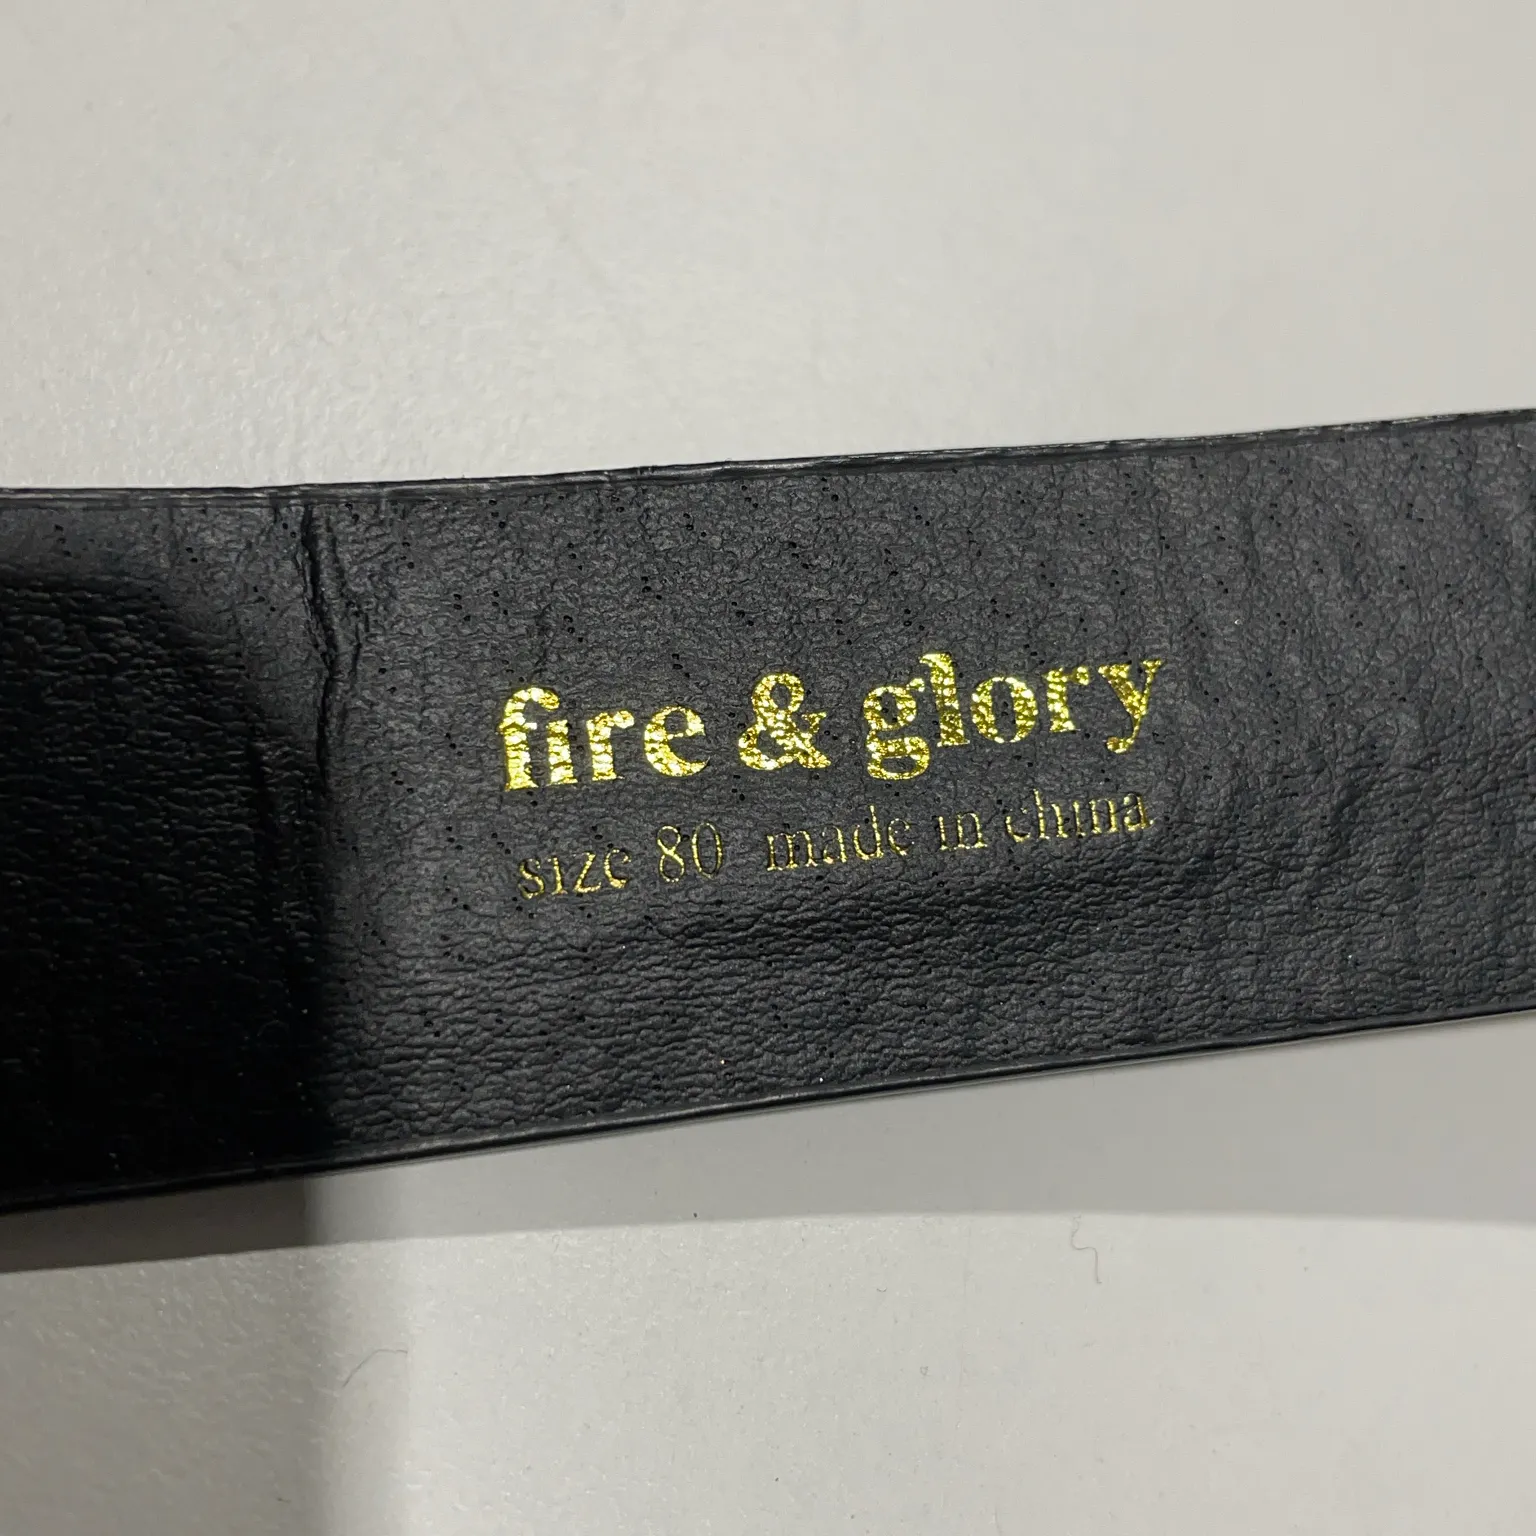 fire & glory
size 80 made in china